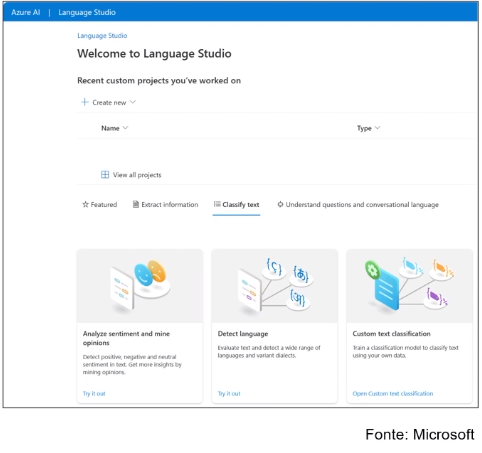 Azure AI | Language Studio
Language Studio
Welcome to Language Studio
Recent custom projects you've worked on
+ Create new
Name
Type
View all projects
Featured
Extract information
Classify text
Understand questions and conversational language
{ς}
{අ}
Analyze sentiment and mine
opinions
Detect positive, negative and neutral
sentiment in text. Get more insights by
mining opinions.
Try it out
Detect language
Evaluate text and detect a wide range of
languages and variant dialects.
Try it out
Custom text classification
Train a classification model to classify text
using your own data.
Open Custom text classification
Fonte: Microsoft